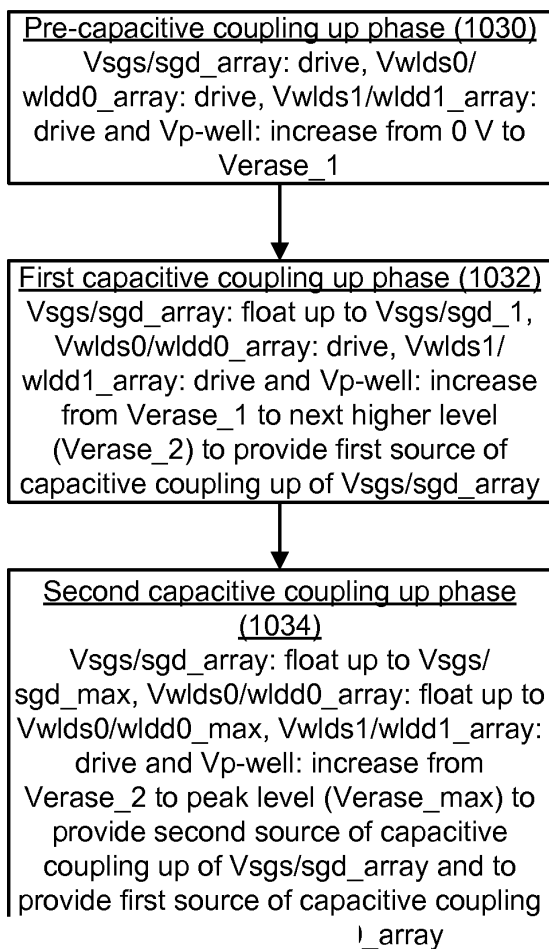 Pre-capacitive coupling up phase (1030)
Vsgs/sgd_array: drive, Vwlds0/
wldd0_array: drive, Vwlds1/wldd1_array:
drive and Vp-well: increase from 0 V to
Verase_1
First capacitive coupling up phase (1032)
Vsgs/sgd_array: float up to Vsgs/sgd_1,
Vwlds0/wldd0_array: drive, Vwlds1/
wldd1_array: drive and Vp-well: increase
from Verase_1 to next higher level
(Verase_2) to provide first source of
capacitive coupling up of Vsgs/sgd_array
Second capacitive coupling up phase
(1034)
Vsgs/sgd_array: float up to Vsgs/
sgd_max, Vwlds0/wldd0_array: float up to
Vwlds0/wldd0_max, Vwlds1/wldd1_array:
drive and Vp-well: increase from
Verase_2 to peak level (Verase_max) to
provide second source of capacitive
coupling up of Vsgs/sgd_array and to
provide first source of capacitive coupling
_array